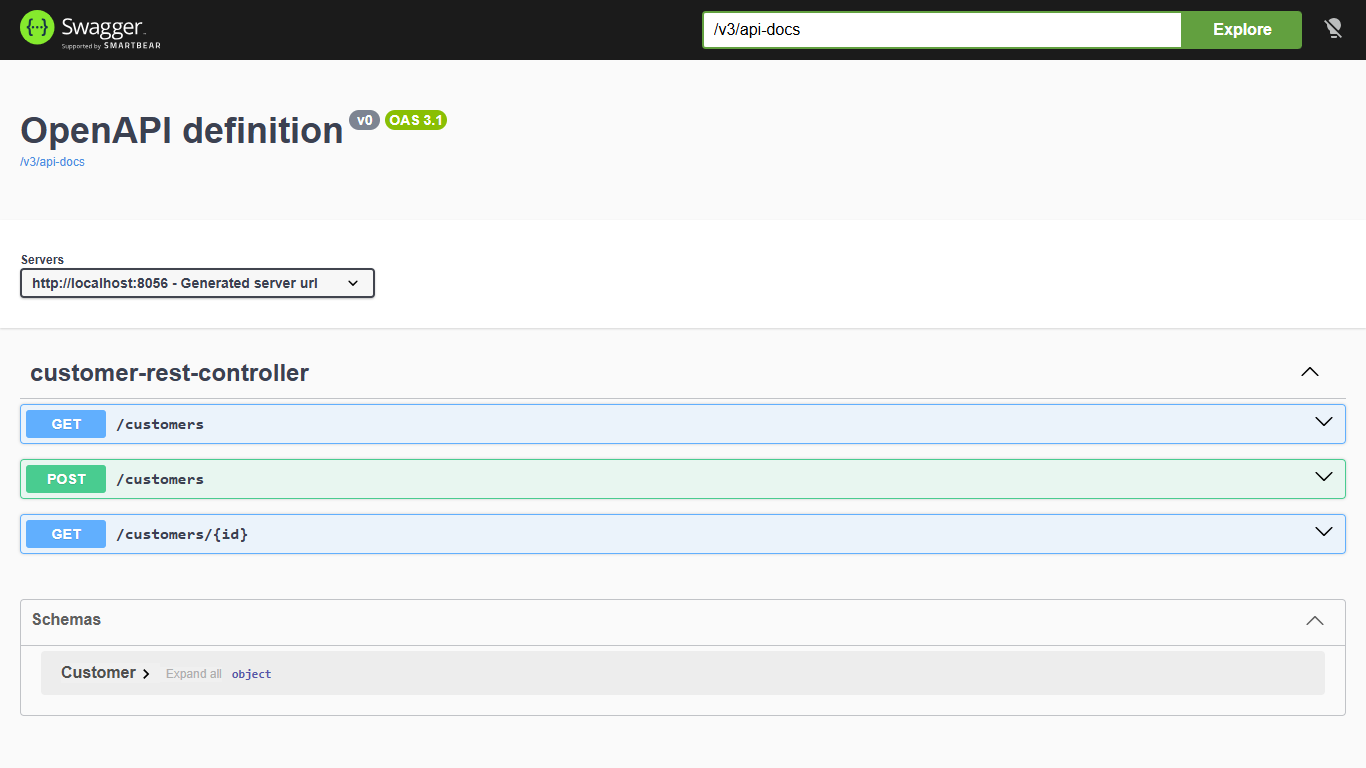 {···} Swagger
Supported by SMARTBEAR
/v3/api-docs
Explore
OpenAPI definition v0 OAS 3.1
/v3/api-docs
Servers
http://localhost:8056 - Generated server url
customer-rest-controller
GET /customers
POST /customers
GET /customers/{id}
Schemas
Customer Expand all object